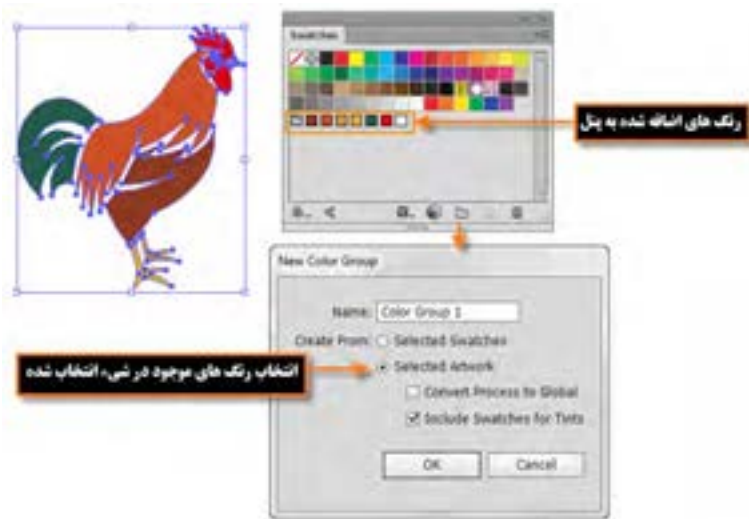 Swatches
رنگ های اضافه شده به پنل
New Color Group
Name: Color Group 1
Create From: Selected Swatches
Selected Artwork
انتخاب رنگ های موجود در شیء انتخاب شده
Convert Process to Global
Include Swatches for Tints
OK Cancel